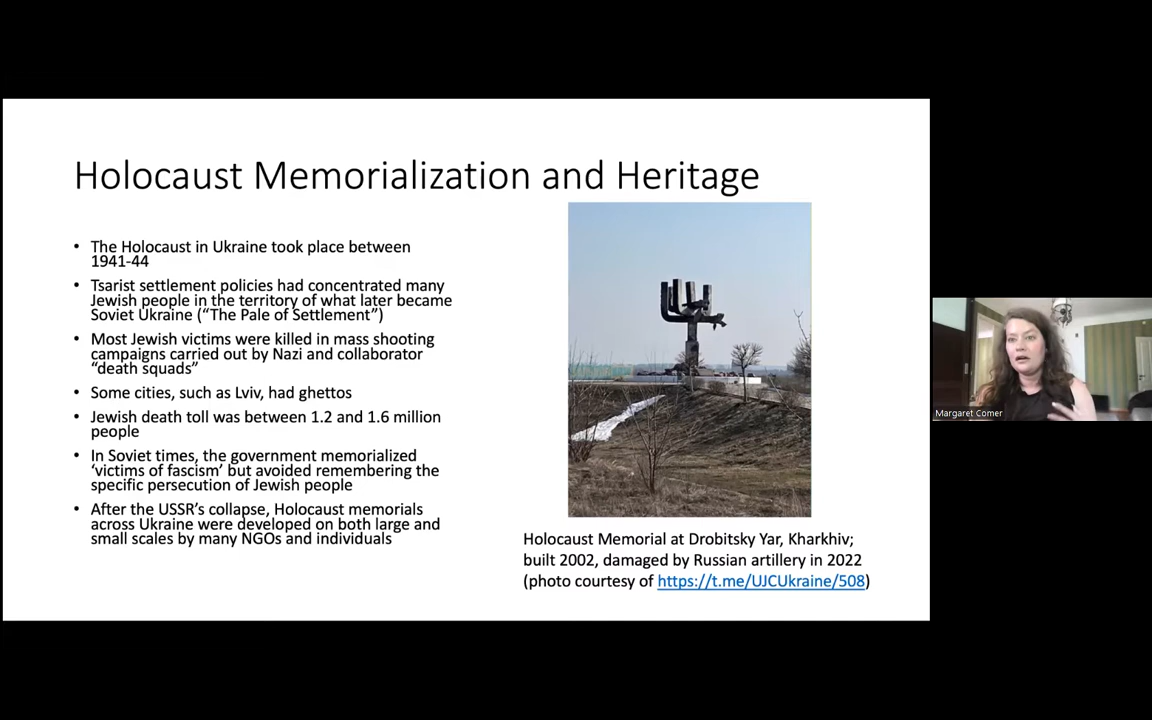 Holocaust Memorialization and Heritage
• The Holocaust in Ukraine took place between
1941-44
• Tsarist settlement policies had concentrated many
Jewish people in the territory of what later became
Soviet Ukraine (“The Pale of Settlement”)
• Most Jewish victims were killed in mass shooting
campaigns carried out by Nazi and collaborator
“death squads”
• Some cities, such as Lviv, had ghettos
• Jewish death toll was between 1.2 and 1.6 million
people
• In Soviet times, the government memorialized
‘victims of fascism’ but avoided remembering the
specific persecution of Jewish people
• After the USSR’s collapse, Holocaust memorials
across Ukraine were developed on both large and
small scales by many NGOs and individuals
Holocaust Memorial at Drobitsky Yar, Kharkhiv;
built 2002, damaged by Russian artillery in 2022
(photo courtesy of https://t.me/UJCUkraine/508)
Margaret Comer